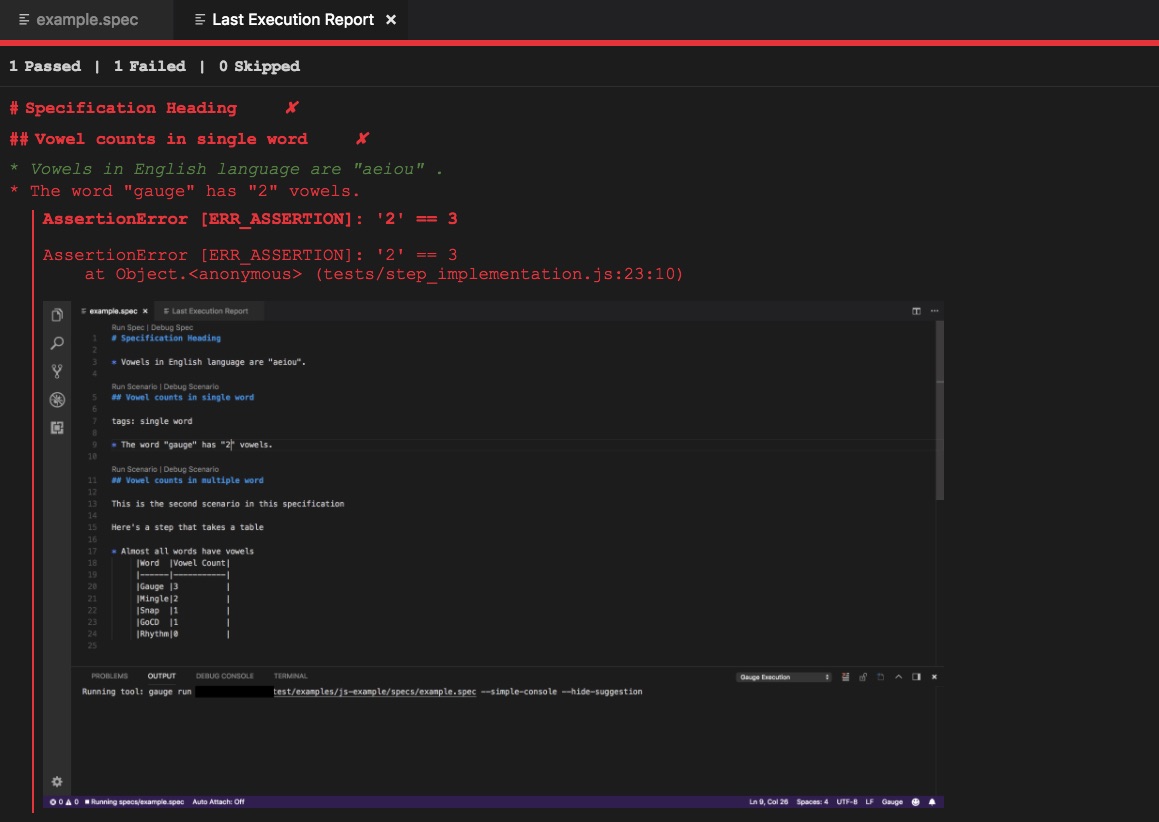 example.spec Last Execution Report ×
1 Passed | 1 Failed | 0 Skipped
# Specification Heading ✘
## Vowel counts in single word ✘
* Vowels in English language are "aeiou" .
* The word "gauge" has "2" vowels.
AssertionError [ERR_ASSERTION]: '2' == 3
AssertionError [ERR_ASSERTION]: '2' == 3
at Object.<anonymous> (tests/step_implementation.js:23:10)
example.spec × Last Execution Report
Run Spec | Debug Spec
1 # Specification Heading
2
3 * Vowels in English language are "aeiou".
4
Run Scenario | Debug Scenario
5 ## Vowel counts in single word
6
7 tags: single word
8
9 * The word "gauge" has "2" vowels.
10
Run Scenario | Debug Scenario
11 ## Vowel counts in multiple word
12
13 This is the second scenario in this specification
14
15 Here's a step that takes a table
16
17 * Almost all words have vowels
18 |Word |Vowel Count|
19 |------|-----------|
20 |Gauge |3 |
21 |Mingle|2 |
22 |Snap |1 |
23 |GoCD |1 |
24 |Rhythm|0 |
25
PROBLEMS OUTPUT DEBUG CONSOLE TERMINAL Gauge Execution
Running tool: gauge run test/examples/js-example/specs/example.spec --simple-console --hide-suggestion
0 0 Running specs/example.spec Auto Attach: Off Ln 9, Col 26 Spaces: 4 UTF-8 LF Gauge